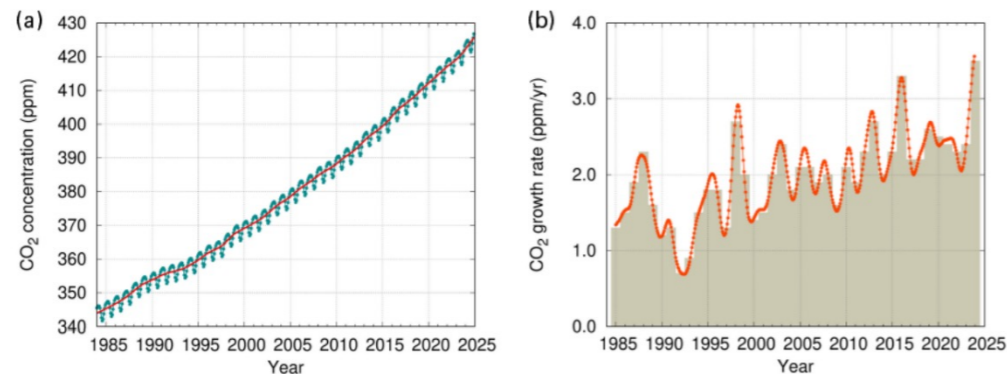 (a)
430
420
410
400
390
380
370
360
350
340
CO2 concentration (ppm)
1985 1990 1995 2000 2005 2010 2015 2020 2025
Year
(b)
4.0
3.0
2.0
1.0
0.0
CO2 growth rate (ppm/yr)
1985 1990 1995 2000 2005 2010 2015 2020 2025
Year